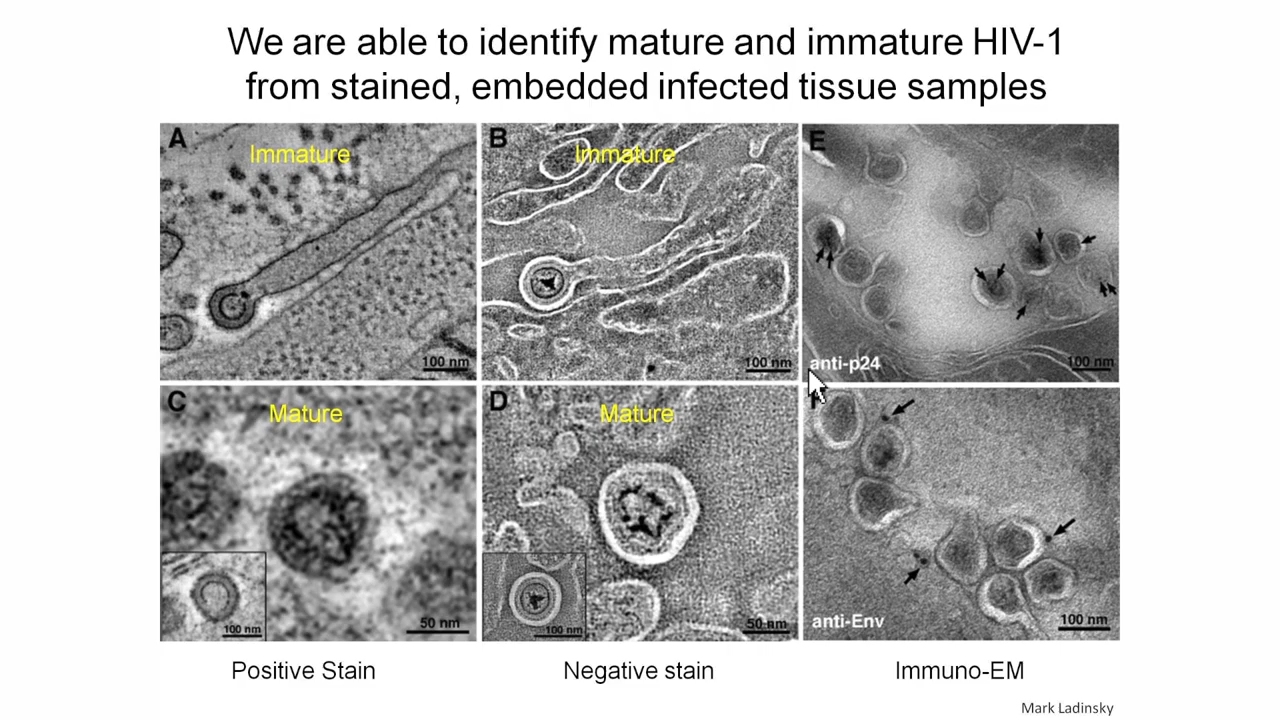 We are able to identify mature and immature HIV-1
from stained, embedded infected tissue samples
A
Immature
100 nm
B
Immature
100 nm
E
anti-p24
100 nm
C
Mature
100 nm
50 nm
D
Mature
100 nm
50 nm
anti-Env
100 nm
Positive Stain
Negative stain
Immuno-EM
Mark Ladinsky